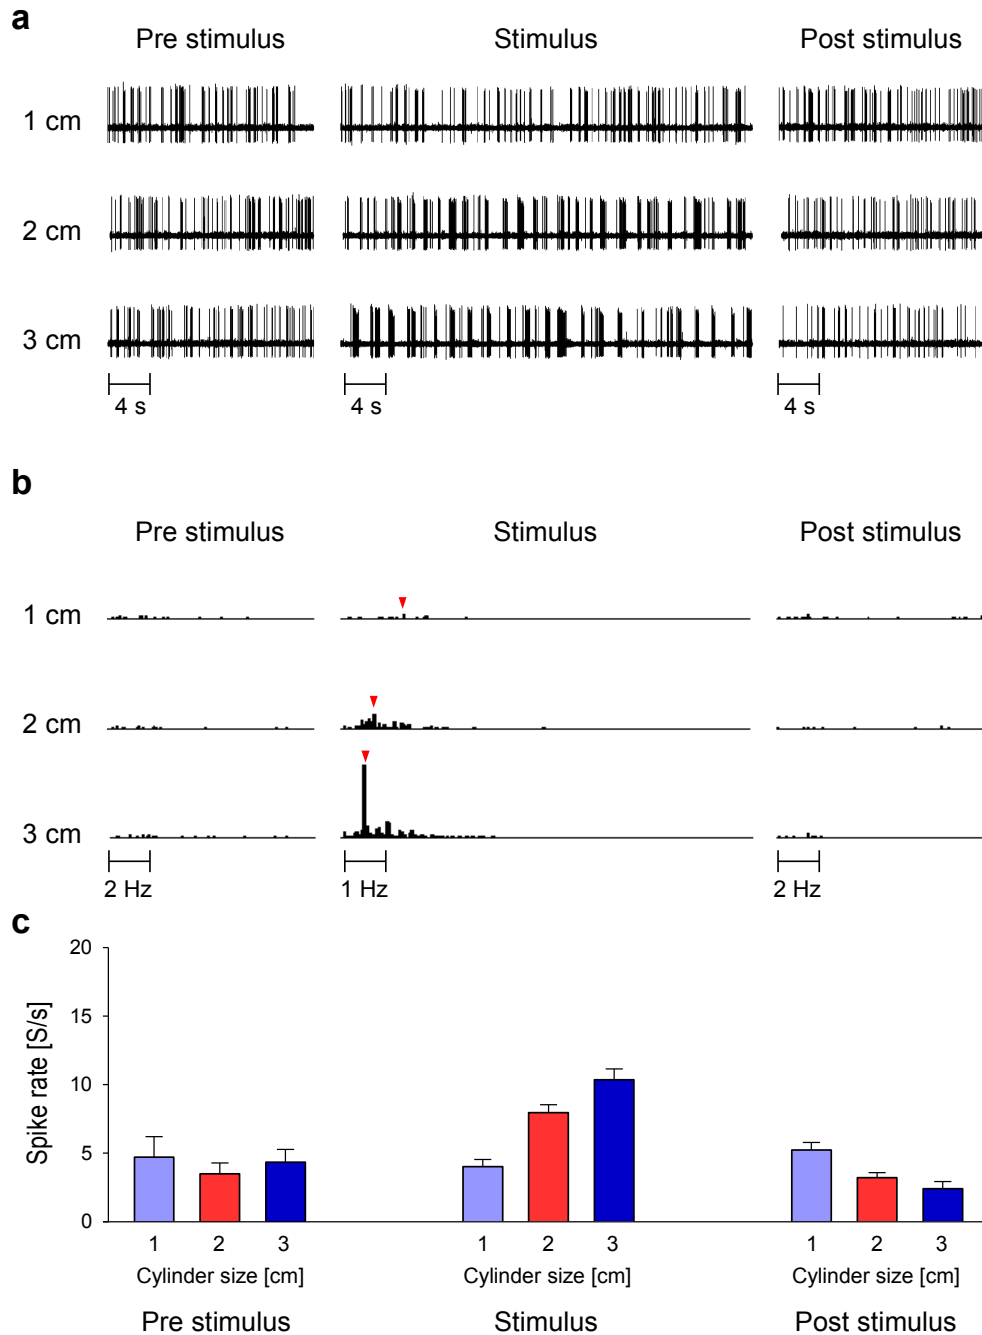 a
Pre stimulus Stimulus Post stimulus
1 cm
2 cm
3 cm
4 s 4 s 4 s
b
Pre stimulus Stimulus Post stimulus
1 cm
2 cm
3 cm
2 Hz 1 Hz 2 Hz
c
Spike rate [S/s]
20
15
10
5
0
1 2 3 1 2 3 1 2 3
Cylinder size [cm] Cylinder size [cm] Cylinder size [cm]
Pre stimulus Stimulus Post stimulus